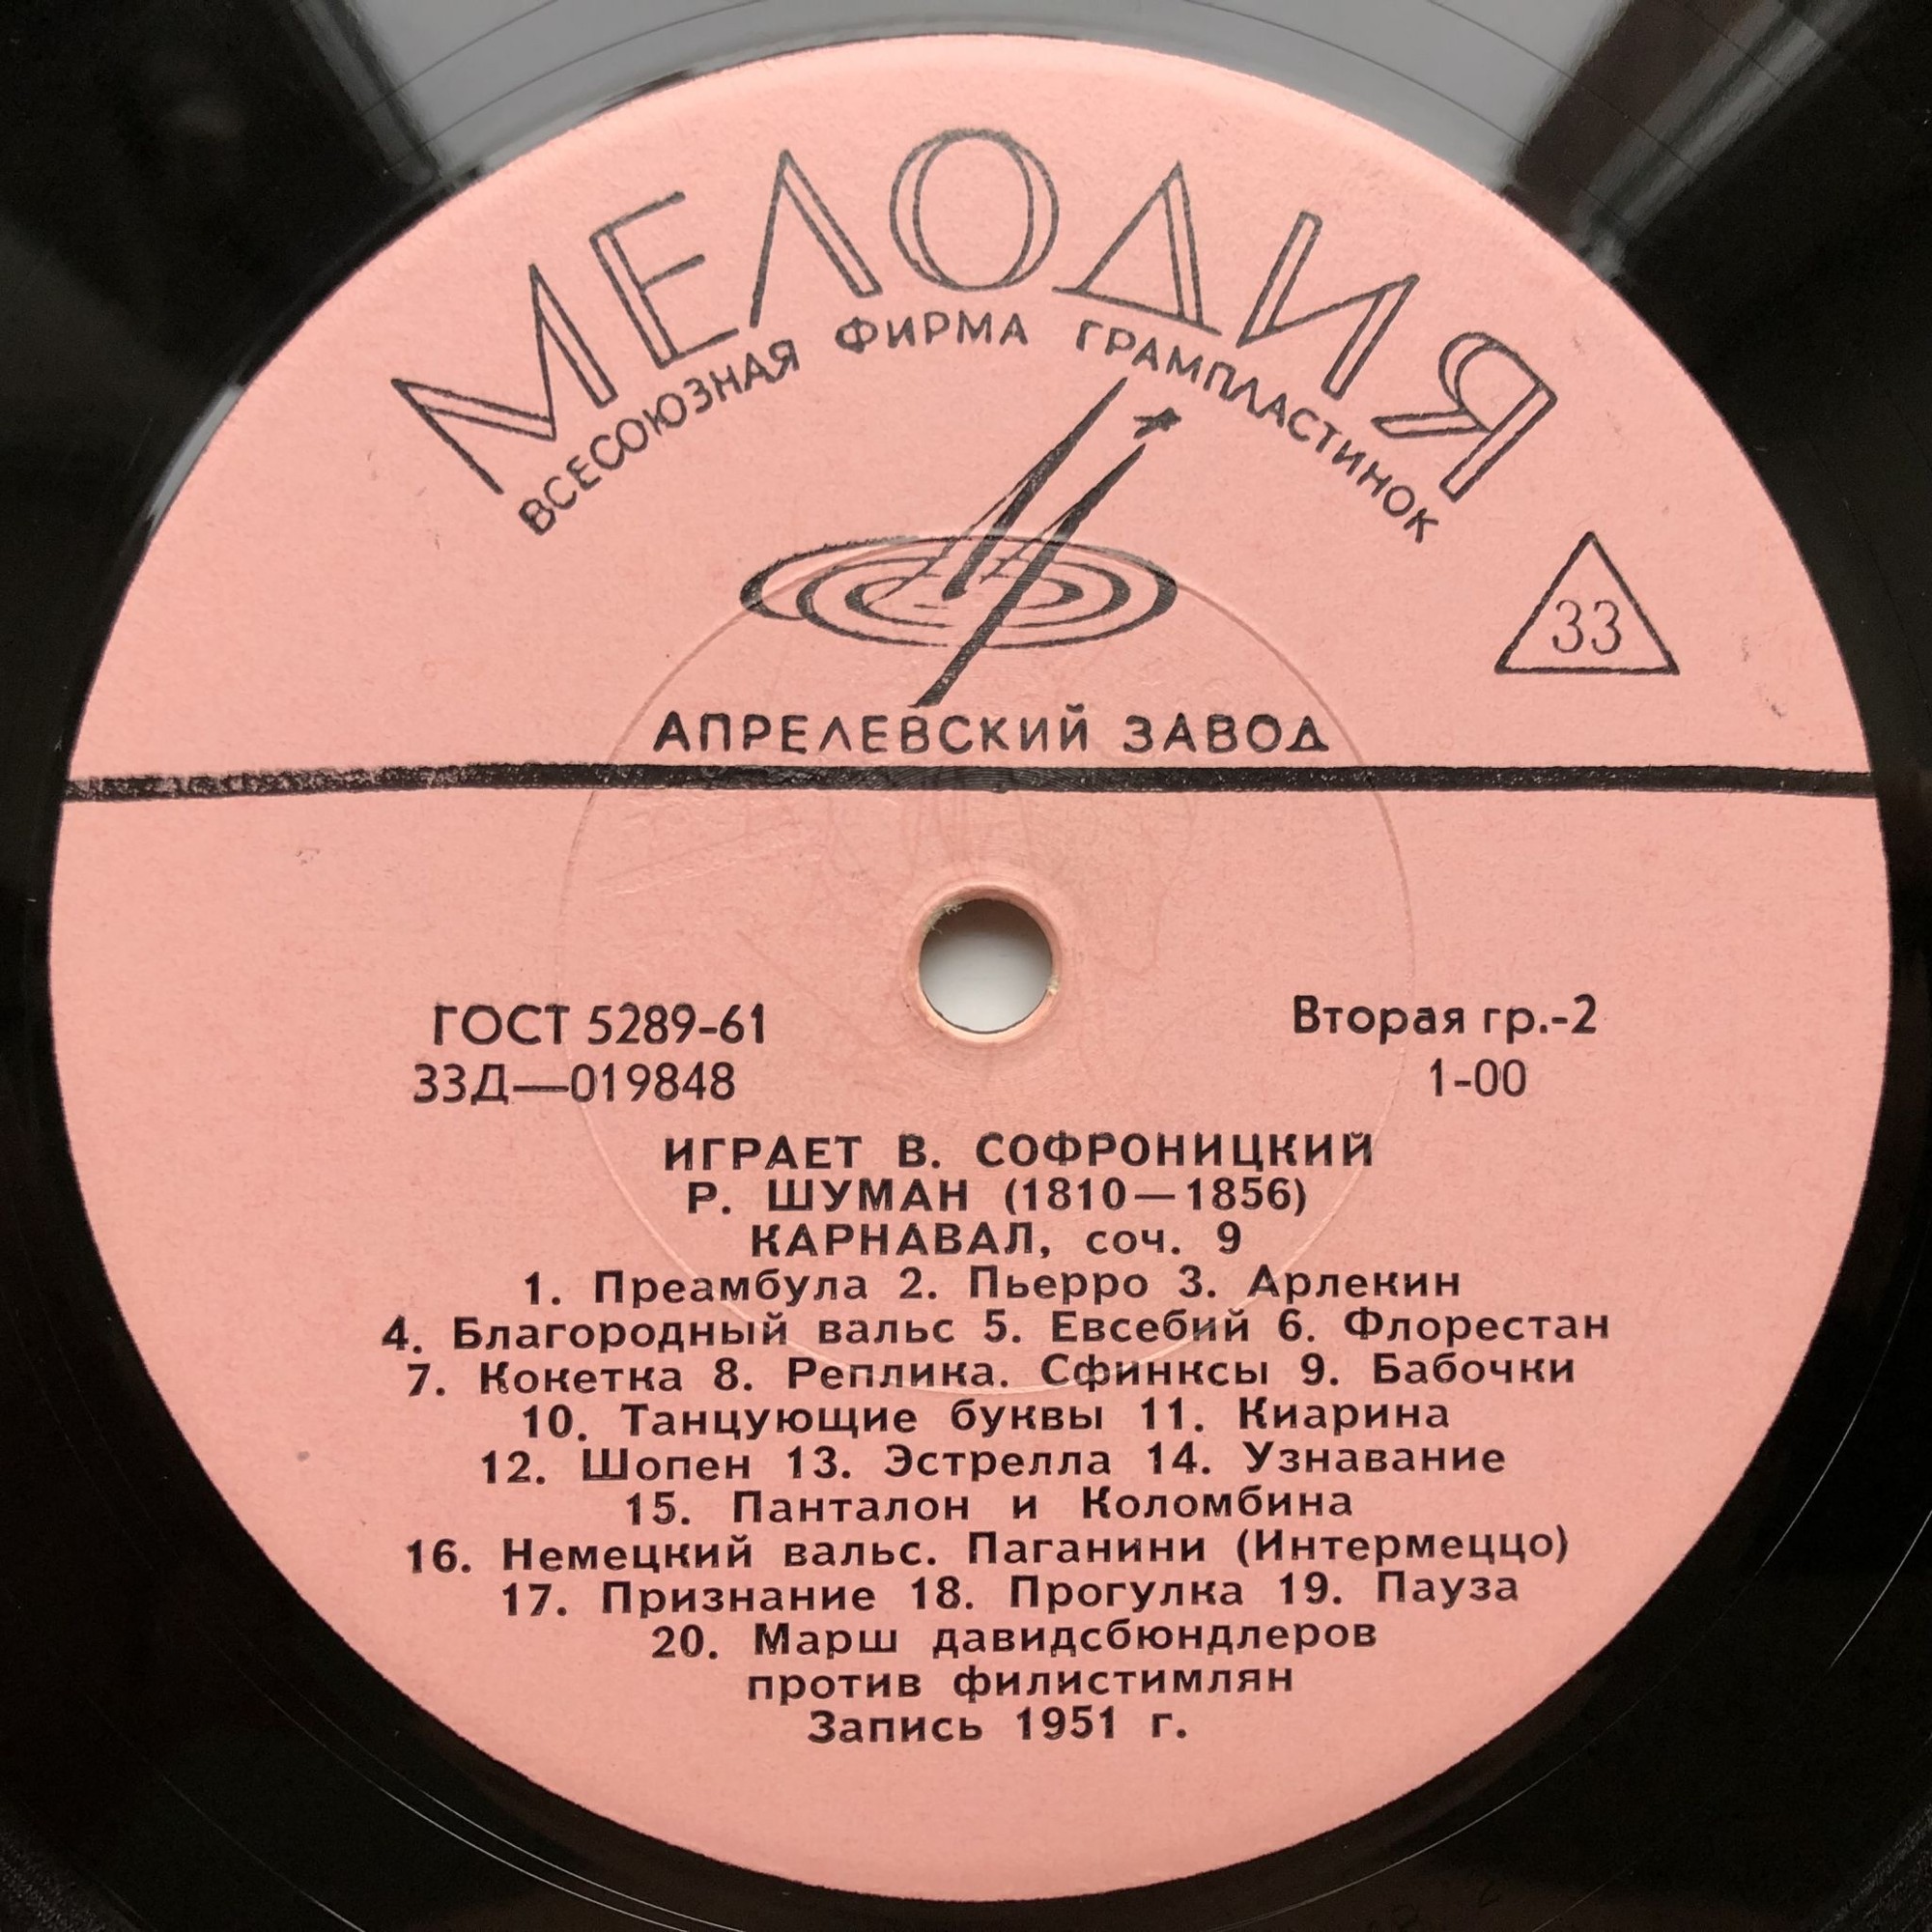 МЕЛОДИЯ
ВСЕСОЮЗНАЯ ФИРМА ГРАМПЛАСТИНОК
33
АПРЕЛЕВСКИЙ ЗАВОД
ГОСТ 5289-61
Вторая гр.-2
33Д—019848
1-00
ИГРАЕТ В. СОФРОНИЦКИЙ
Р. ШУМАН (1810—1856)
КАРНАВАЛ, соч. 9
1. Преамбула 2. Пьерро 3. Арлекин
4. Благородный вальс 5. Евсебий 6. Флорестан
7. Кокетка 8. Реплика. Сфинксы 9. Бабочки
10. Танцующие буквы 11. Киарина
12. Шопен 13. Эстрелла 14. Узнавание
15. Панталон и Коломбина
16. Немецкий вальс. Паганини (Интермеццо)
17. Признание 18. Прогулка 19. Пауза
20. Марш давидсбюндлеров
против филистимлян
Запись 1951 г.